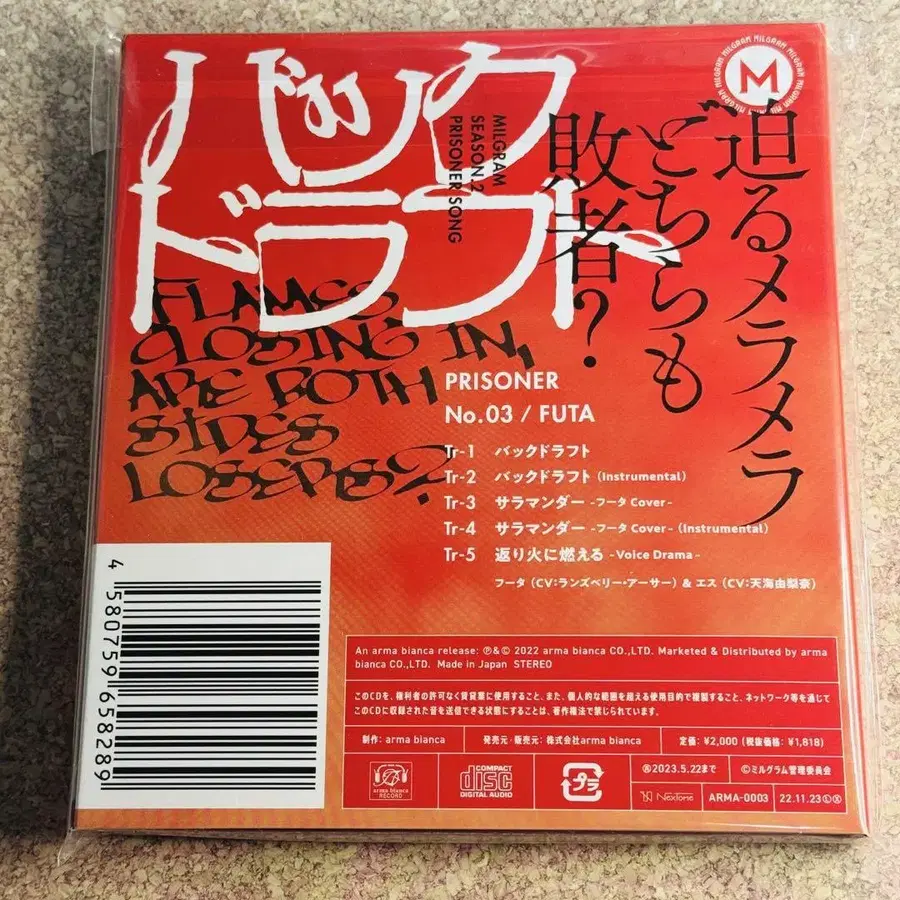 バック
ドラフト
MILGRAM
SEASON.2
PRISONER SONG
MILGRAM MILGRAM MILGRAM MILGRAM MILGRAM
M
迫るメラメラ
どちらも
敗者?
FLAMES
CLOSING IN,
ARE BOTH
SIDES
LOSERS?
PRISONER
No.03 / FUTA
Tr-1 バックドラフト
Tr-2 バックドラフト (Instrumental)
Tr-3 サラマンダー -フータ Cover-
Tr-4 サラマンダー -フータ Cover- (Instrumental)
Tr-5 返り火に燃える -Voice Drama-
フータ (CV:ランズベリー・アーサー) & エス (CV:天海由梨奈)
4 580759 658289
An arma bianca release: ℗&© 2022 arma bianca CO.,LTD. Marketed & Distributed by arma
bianca CO.,LTD. Made in Japan STEREO
このCDを、権利者の許可なく賃貸業に使用すること、また、個人的な範囲を超える使用目的で複製すること、ネットワーク等を通じて
このCDに収録された音を送信できる状態にすることは、著作権法で禁じられています。
制作: arma bianca
発売元・販売元: 株式会社arma bianca
定価: ¥2,000 (税抜価格: ¥1,818)
arma bianca
RECORD
COMPACT
disc
DIGITAL AUDIO
プラ
Ⓡ2023.5.22まで
©ミルグラム管理委員会
NexTone
ARMA-0003
22.11.23ⓁⓍ